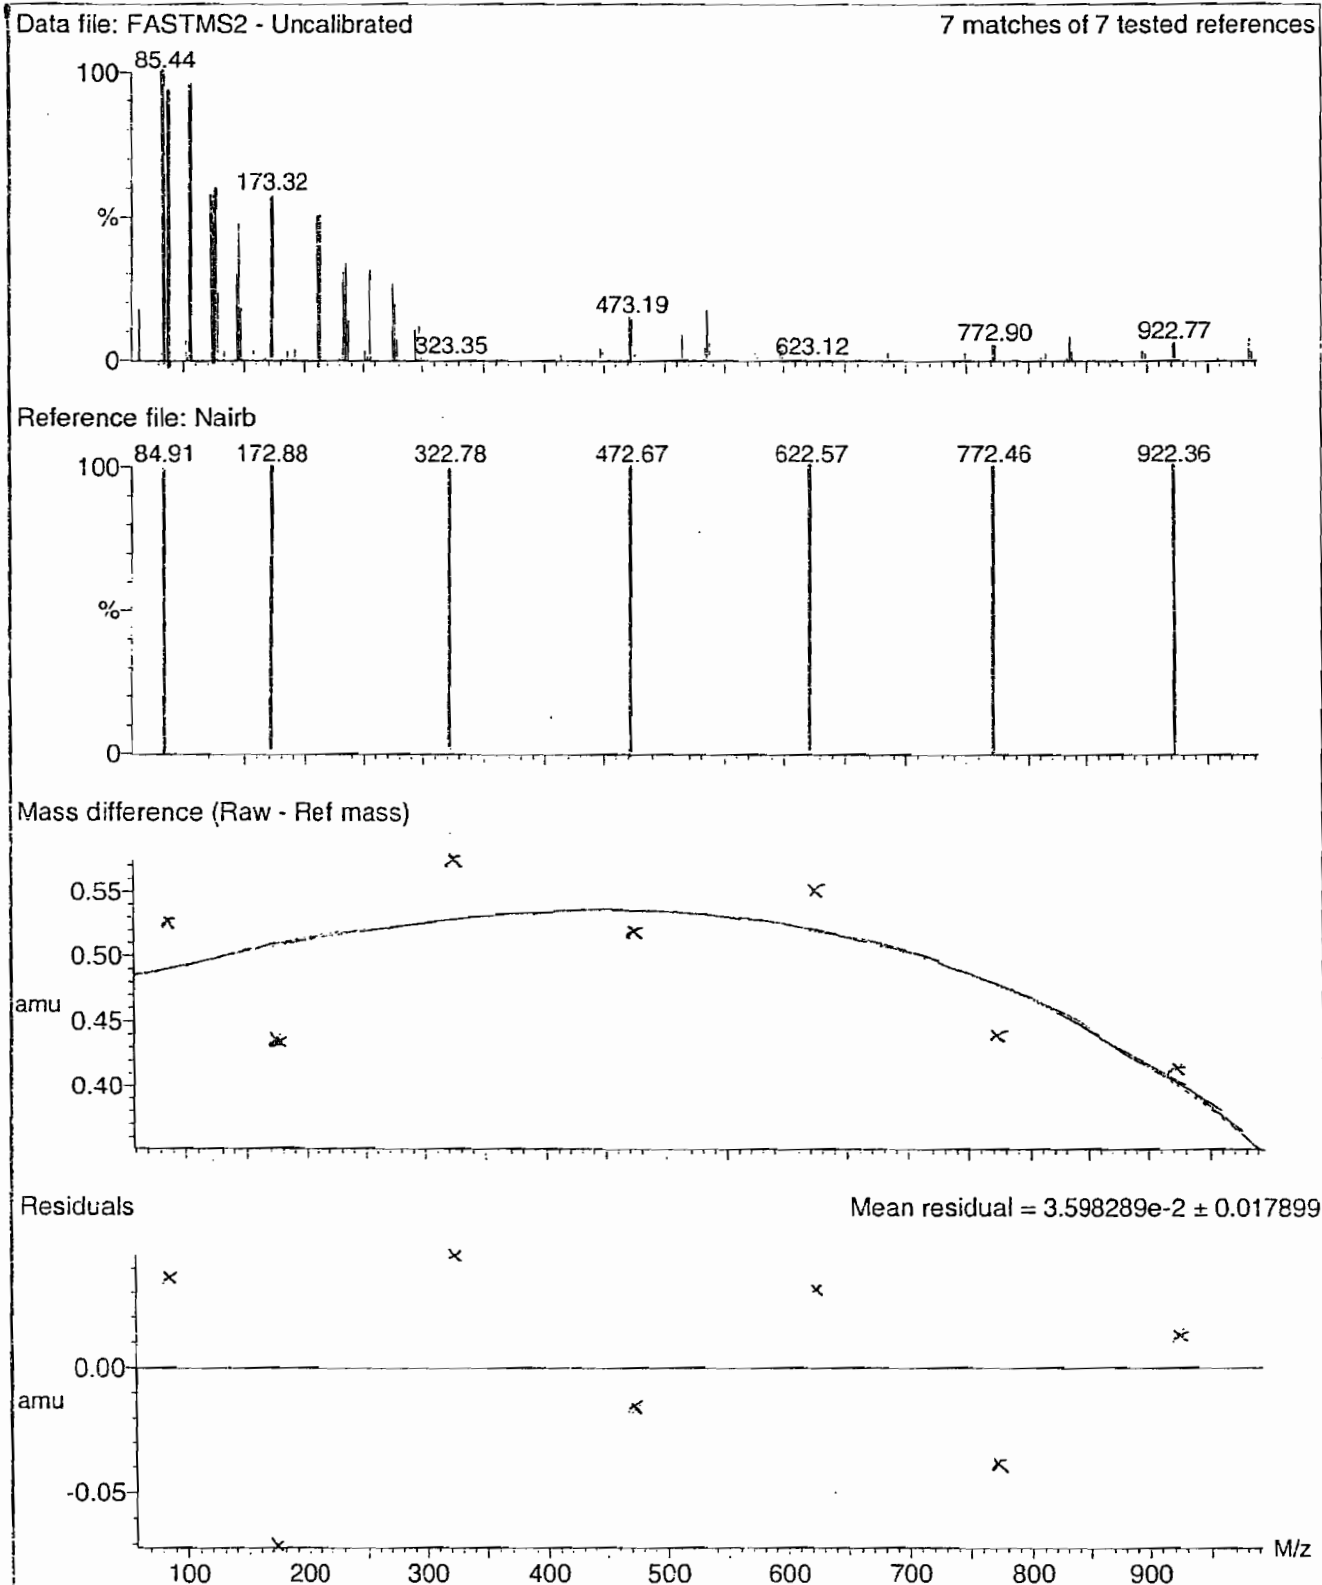 Data file: FASTMS2 - Uncalibrated 7 matches of 7 tested references
85.44
100
173.32
%
473.19
323.35 623.12 772.90 922.77
0
Reference file: Nairb
84.91 172.88 322.78 472.67 622.57 772.46 922.36
100
%
0
Mass difference (Raw - Ref mass)
0.55
0.50
amu
0.45
0.40
Residuals Mean residual = 3.598289e-2 ± 0.017899
0.00
amu
-0.05
M/z
100 200 300 400 500 600 700 800 900